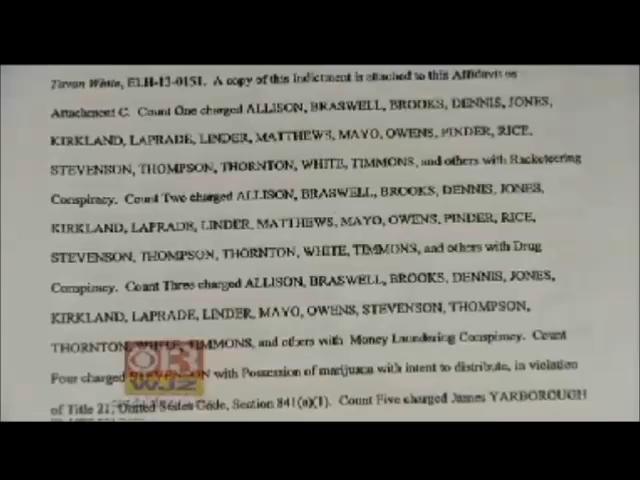 Tavon White, ELH-13-0151. A copy of this Indictment is attached to this Affidavit as
Attachment C. Count One charged ALLISON, BRASWELL, BROOKS, DENNIS, JONES,
KIRKLAND, LAPRADE, LINDER, MATTHEWS, MAYO, OWENS, PINDER, RICE,
STEVENSON, THOMPSON, THORNTON, WHITE, TIMMONS, and others with Racketeering
Conspiracy. Count Two charged ALLISON, BRASWELL, BROOKS, DENNIS, JONES,
KIRKLAND, LAPRADE, LINDER, MATTHEWS, MAYO, OWENS, PINDER, RICE,
STEVENSON, THOMPSON, THORNTON, WHITE, TIMMONS, and others with Drug
Conspiracy. Count Three charged ALLISON, BRASWELL, BROOKS, DENNIS, JONES,
KIRKLAND, LAPRADE, LINDER, MAYO, OWENS, STEVENSON, THOMPSON,
THORNTON, WHITE, TIMMONS, and others with Money Laundering Conspiracy. Count
Four charged STEVENSON with Possession of marijuana with intent to distribute, in violation
of Title 21, United States Code, Section 841(a)(1). Count Five charged James YARBOROUGH
13
WJZ